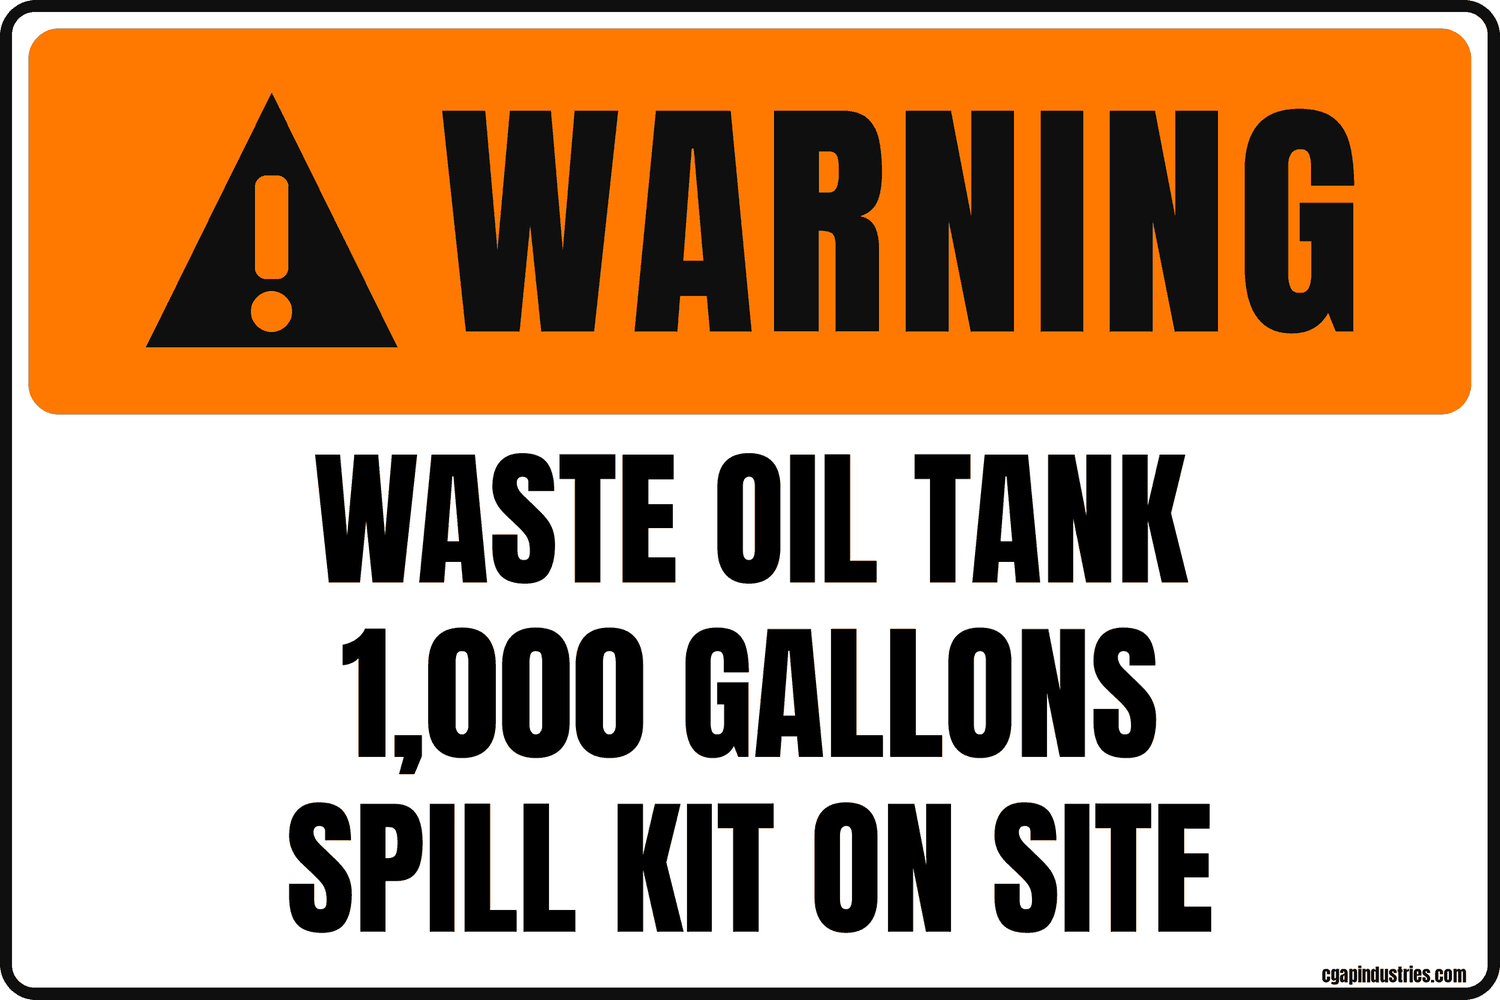 WARNING
WASTE OIL TANK
1,000 GALLONS
SPILL KIT ON SITE
cgapindustries.com